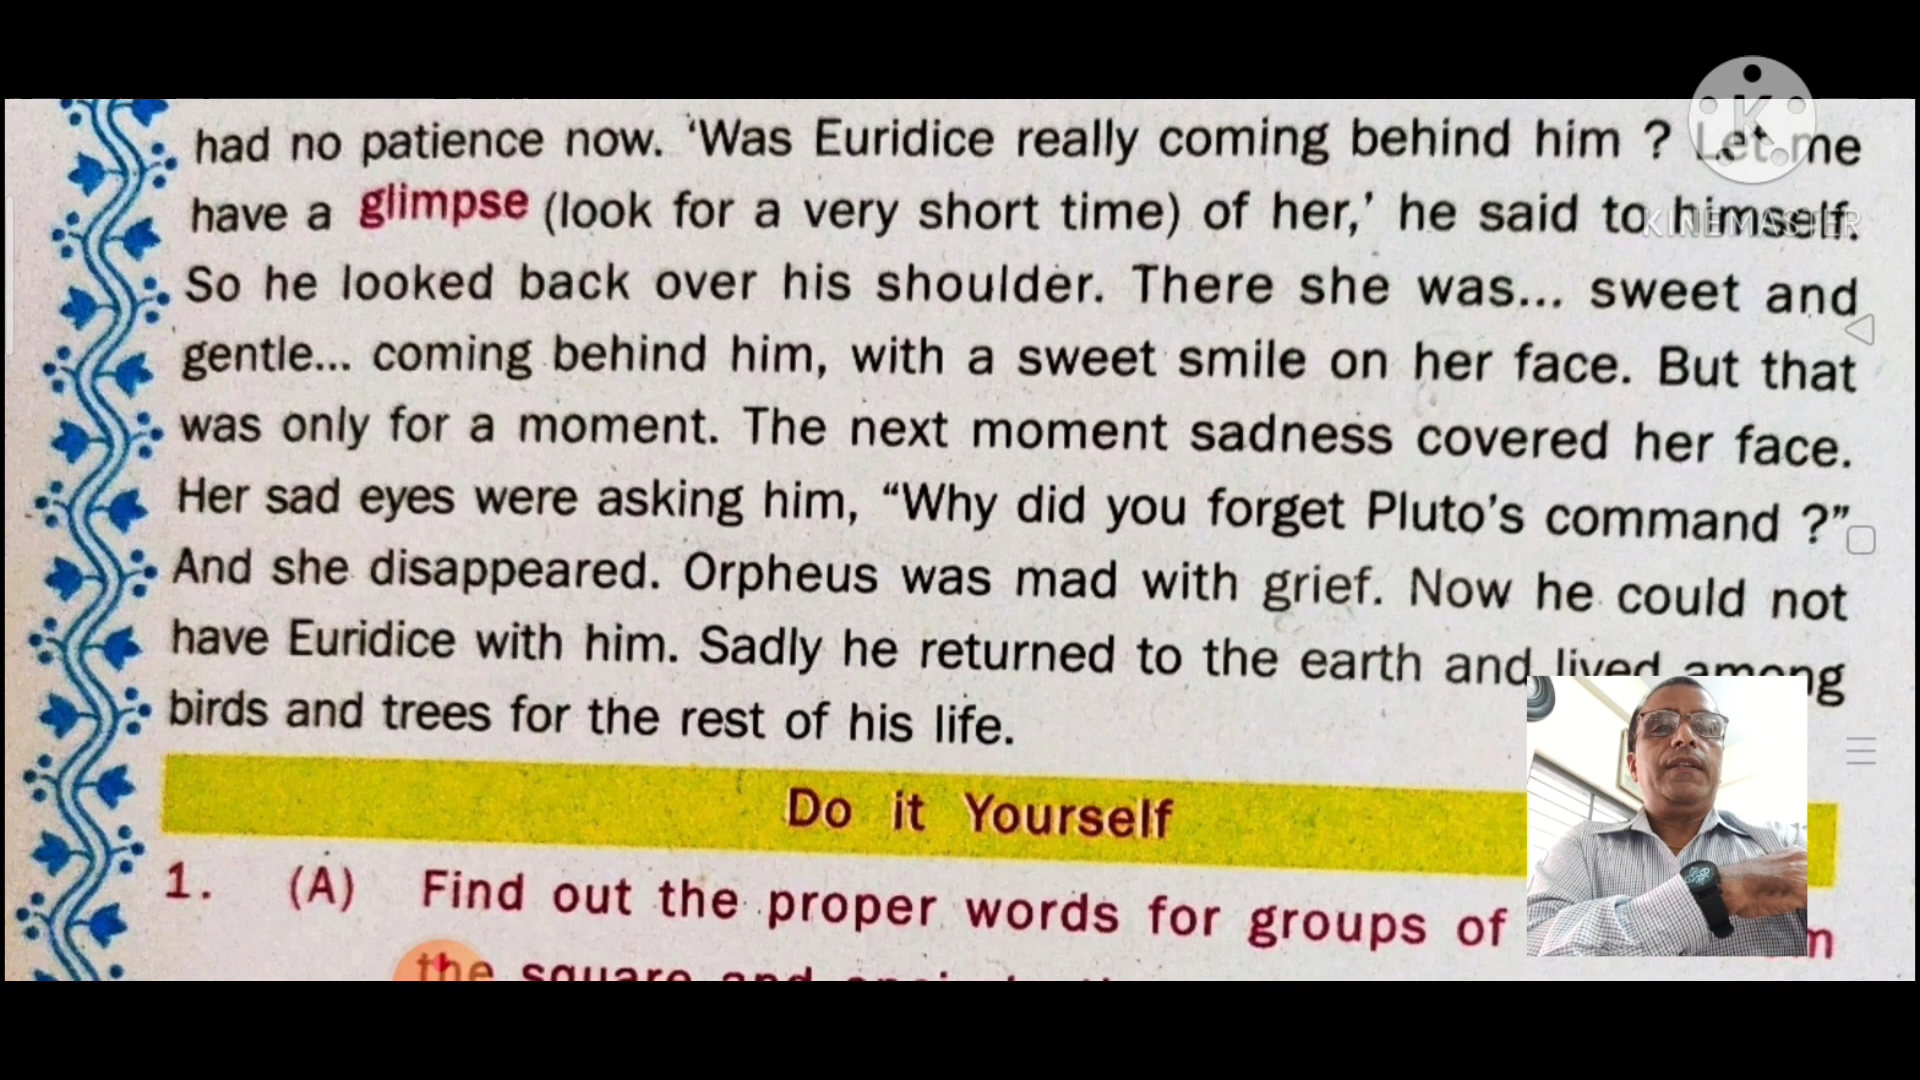 had no patience now. ‘Was Euridice really coming behind him ? Let me
have a glimpse (look for a very short time) of her,’ he said to himself.
So he looked back over his shoulder. There she was... sweet and
gentle... coming behind him, with a sweet smile on her face. But that
was only for a moment. The next moment sadness covered her face.
Her sad eyes were asking him, “Why did you forget Pluto’s command ?”
And she disappeared. Orpheus was mad with grief. Now he could not
have Euridice with him. Sadly he returned to the earth and lived among
birds and trees for the rest of his life.
Do it Yourself
1. (A) Find out the proper words for groups of
the square and
K
KINEMASTER